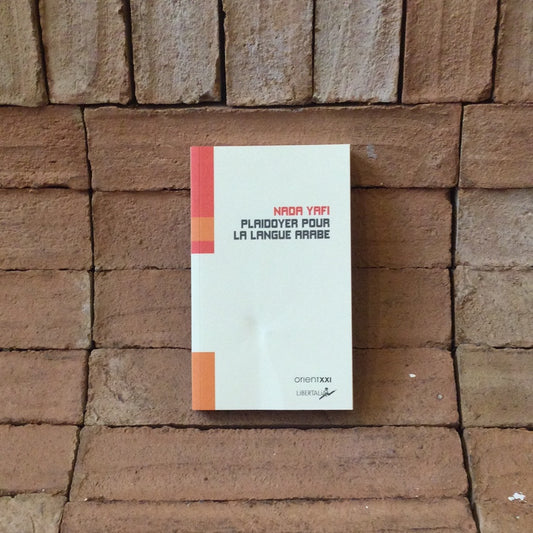 NADA YAFI
PLAIDOYER POUR
LA LANGUE ARABE
orientXXI
LIBERTALIA